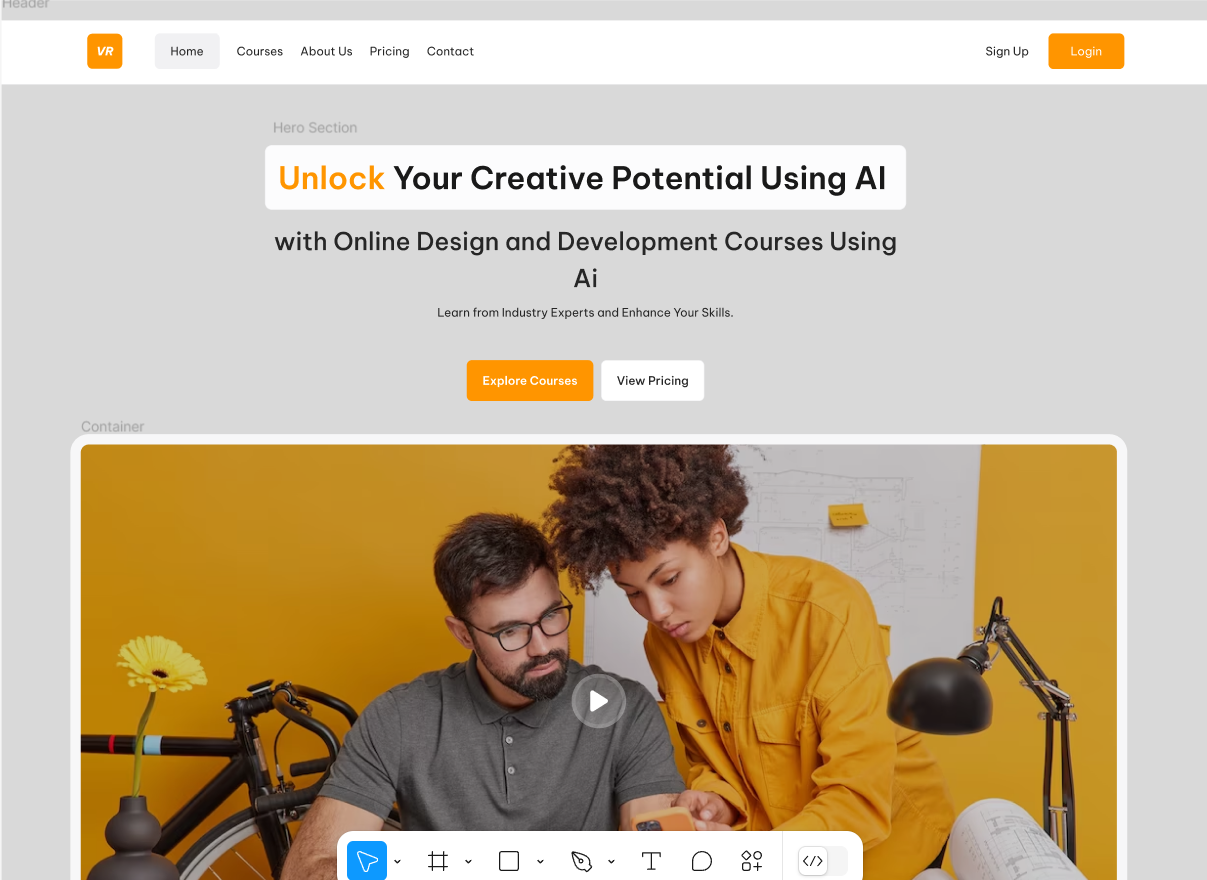 Header
VR
Home Courses About Us Pricing Contact Sign Up Login
Hero Section
Unlock Your Creative Potential Using AI
with Online Design and Development Courses Using
Ai
Learn from Industry Experts and Enhance Your Skills.
Explore Courses View Pricing
Container